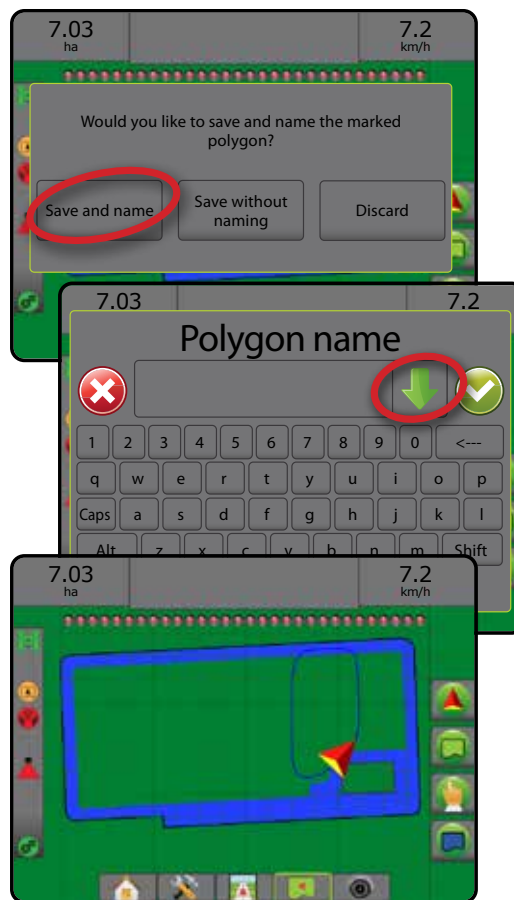 7.03 7.2
ha km/h
Would you like to save and name the marked
polygon?
Save and name Save without naming Discard
7.03 7.2
Polygon name
1 2 3 4 5 6 7 8 9 0 <---
q w e r t y u i o p
Caps a s d f g h j k l
Alt z x c v b n m Shift
7.03 7.2
ha km/h